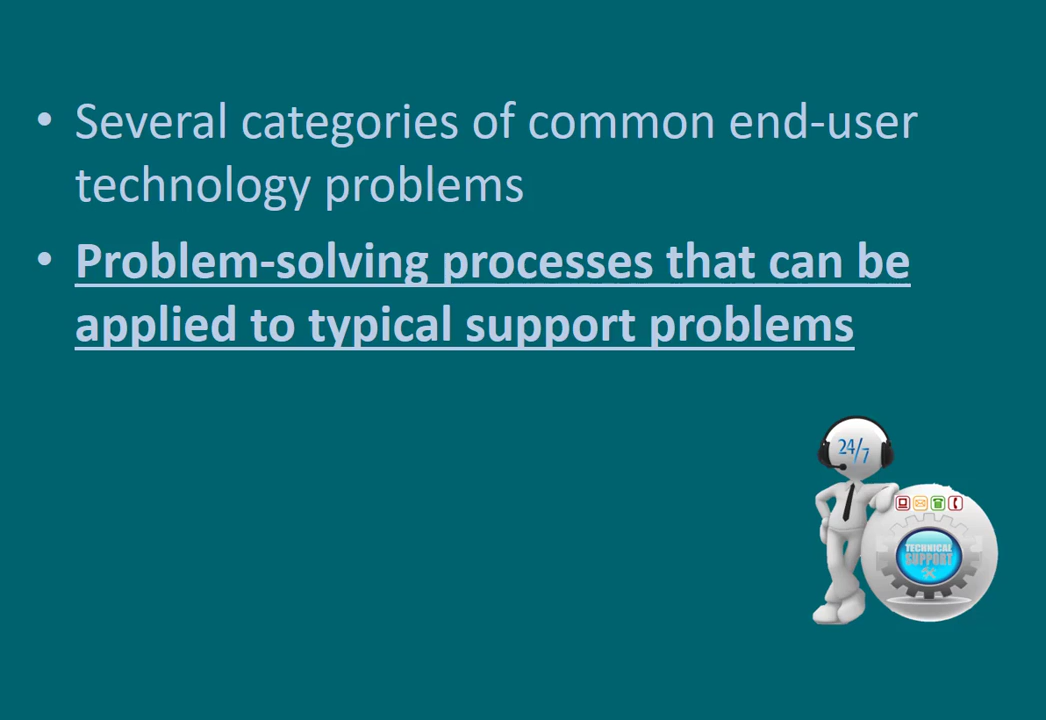 • Several categories of common end-user
technology problems
• Problem-solving processes that can be
applied to typical support problems
24/7
TECHNICAL
SUPPORT